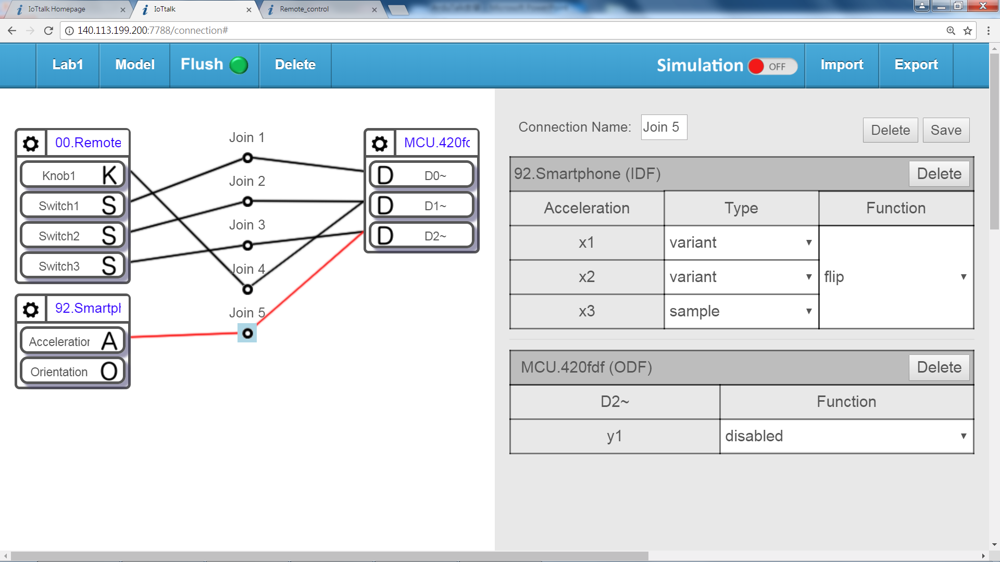 IoTtalk Homepage
IoTtalk
Remote_control
140.113.199.200:7788/connection#
Lab1
Model
Flush
Delete
Simulation
OFF
Import
Export
00.Remote
Knob1 K
Switch1 S
Switch2 S
Switch3 S
92.Smartpl
Acceleration A
Orientation O
Join 1
Join 2
Join 3
Join 4
Join 5
MCU.420fc
D D0~
D D1~
D D2~
Connection Name: Join 5
Delete
Save
92.Smartphone (IDF)
Delete
Acceleration Type Function
x1 variant
x2 variant flip
x3 sample
MCU.420fdf (ODF)
Delete
D2~ Function
y1 disabled